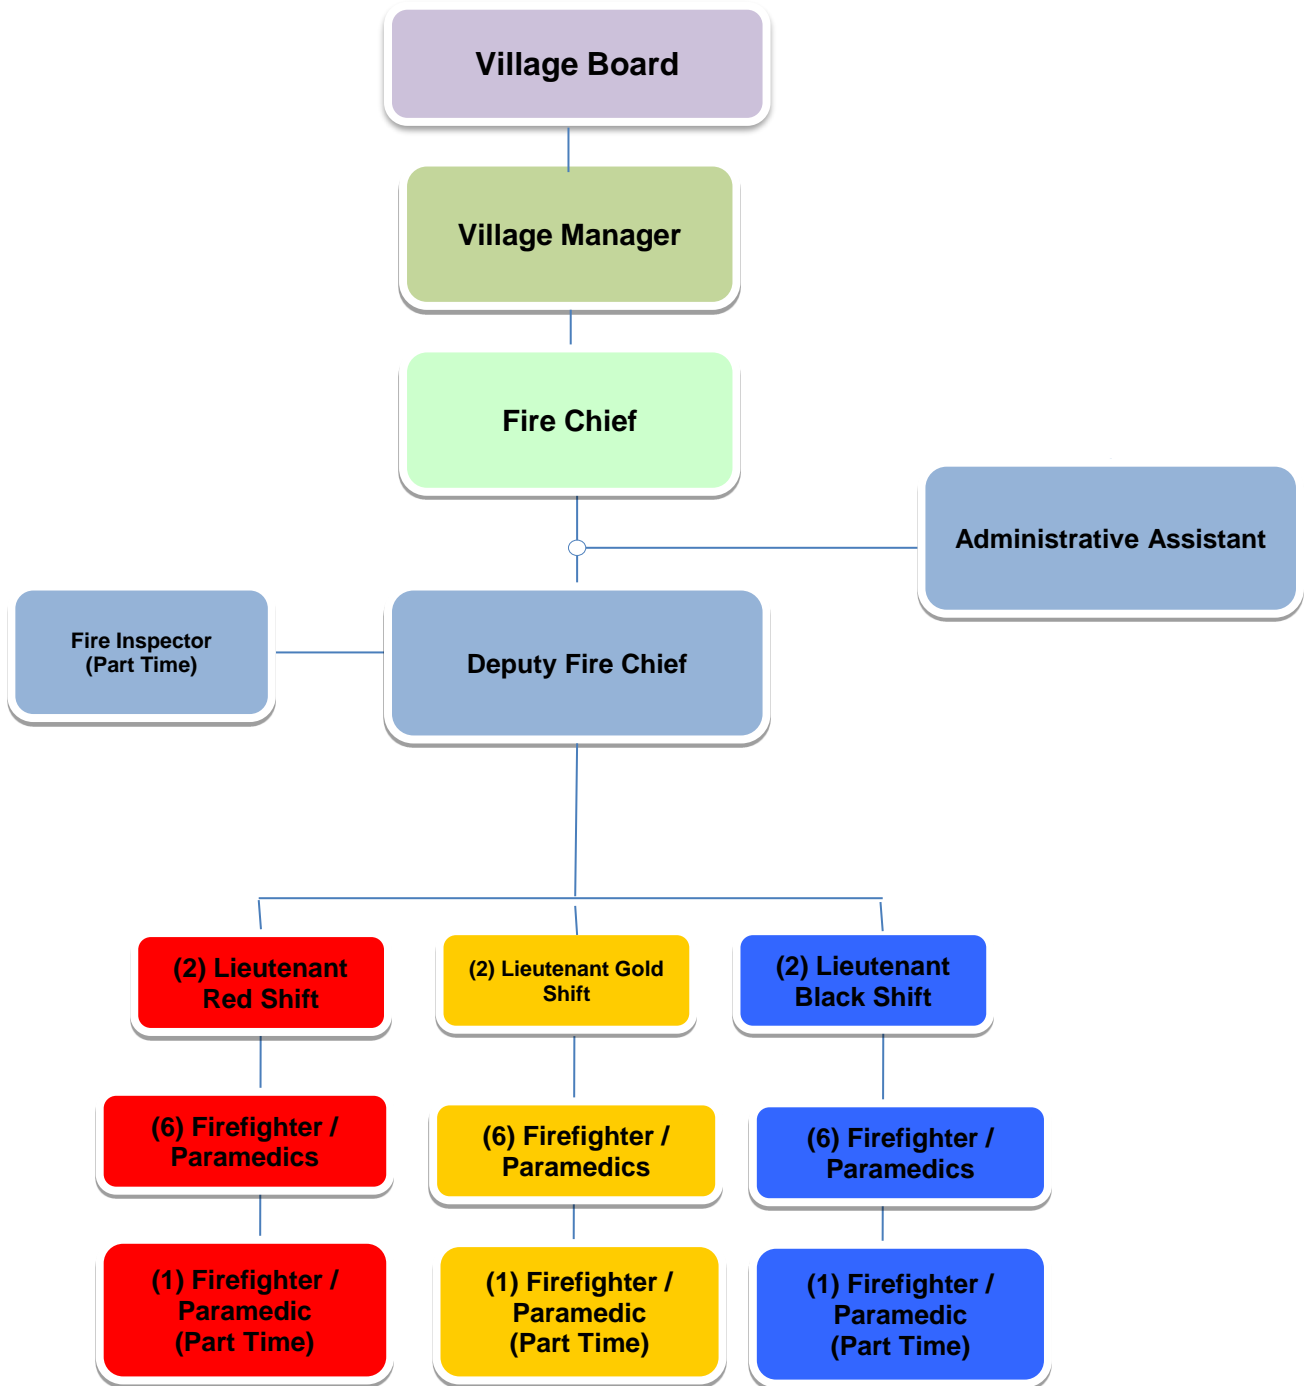 Village Board
Village Manager
Fire Chief
Administrative Assistant
Fire Inspector
(Part Time)
Deputy Fire Chief
(2) Lieutenant
Red Shift
(2) Lieutenant Gold
Shift
(2) Lieutenant
Black Shift
(6) Firefighter /
Paramedics
(6) Firefighter /
Paramedics
(6) Firefighter /
Paramedics
(1) Firefighter /
Paramedic
(Part Time)
(1) Firefighter /
Paramedic
(Part Time)
(1) Firefighter /
Paramedic
(Part Time)